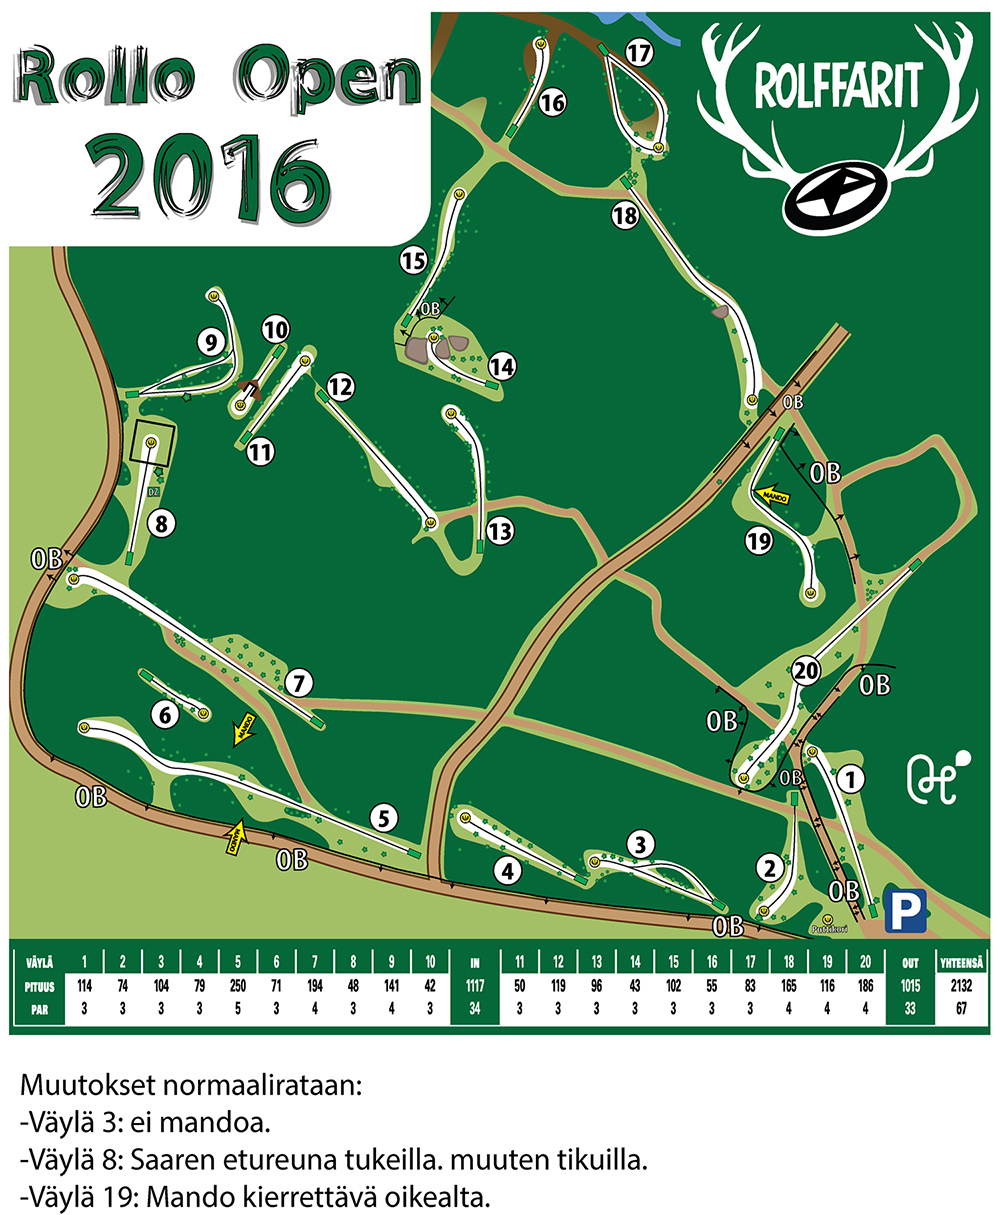 Rollo Open
2016
ROLFFARIT
17
16
18
15
OB
14
9
10
12
11
13
8
DZ
OB
OB
OB
MANDO
19
20
OB
OB
OB
7
6
MANDO
5
OB
MANDO
OB
4
3
2
1
OB
OB
P
Puttikori
VÄYLÄ 1 2 3 4 5 6 7 8 9 10 IN 11 12 13 14 15 16 17 18 19 20 OUT YHTEENSÄ
PITUUS 114 74 104 79 250 71 194 48 141 42 1117 50 119 96 43 102 55 83 165 116 186 1015 2132
PAR 3 3 3 3 5 3 4 3 4 3 34 3 3 3 3 3 3 3 4 4 4 33 67
Muutokset normaalirataan:
-Väylä 3: ei mandoa.
-Väylä 8: Saaren etureuna tukeilla. muuten tikuilla.
-Väylä 19: Mando kierrettävä oikealta.